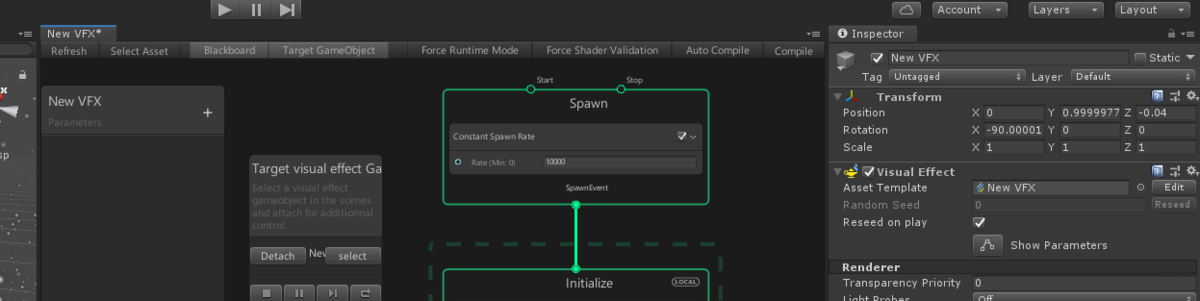 Account Layers Layout
New VFX*
Refresh Select Asset Blackboard Target GameObject Force Runtime Mode Force Shader Validation Auto Compile Compile
New VFX
Parameters
Target visual effect Ga
Select a visual effect
gameobject in the scenes
and attach for additionnal
control.
Detach New select
Start Stop
Spawn
Constant Spawn Rate
Rate (Min: 0) 10000
SpawnEvent
Initialize LOCAL
Inspector
New VFX Static
Tag Untagged Layer Default
Transform
Position X 0 Y 0.9999977 Z -0.04
Rotation X -90.00001 Y 0 Z 0
Scale X 1 Y 1 Z 1
Visual Effect
Asset Template New VFX Edit
Random Seed 0 Reseed
Reseed on play
Show Parameters
Renderer
Transparency Priority 0
Light Probes Off